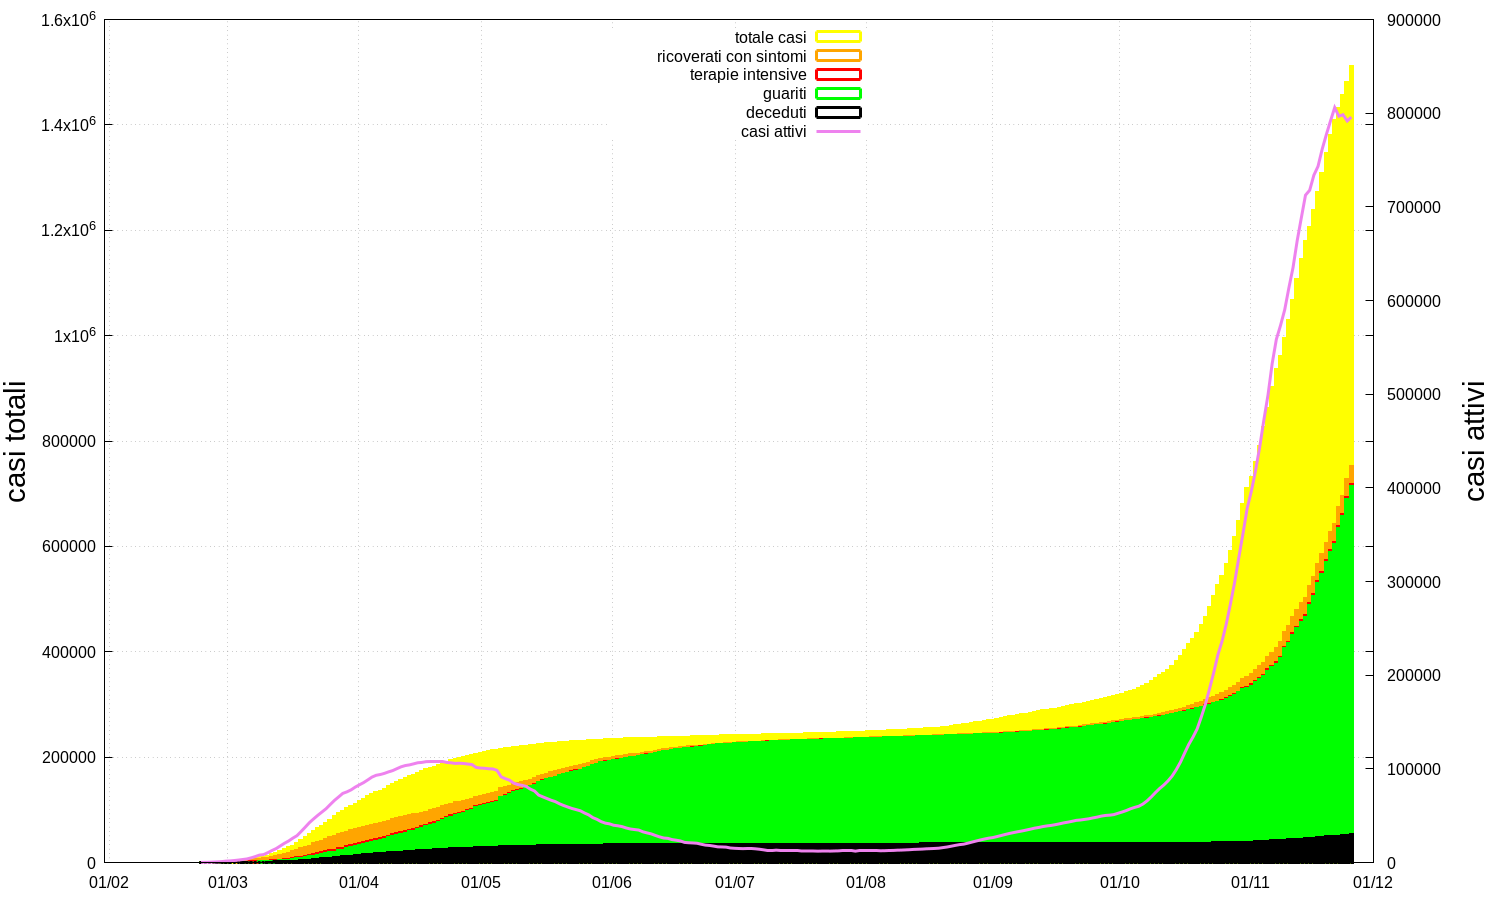 totale casi
ricoverati con sintomi
terapie intensive
guariti
deceduti
casi attivi
casi totali
1.6x10⁶
1.4x10⁶
1.2x10⁶
1x10⁶
800000
600000
400000
200000
0
900000
800000
700000
600000
500000
400000
300000
200000
100000
0
casi attivi
01/02 01/03 01/04 01/05 01/06 01/07 01/08 01/09 01/10 01/11 01/12